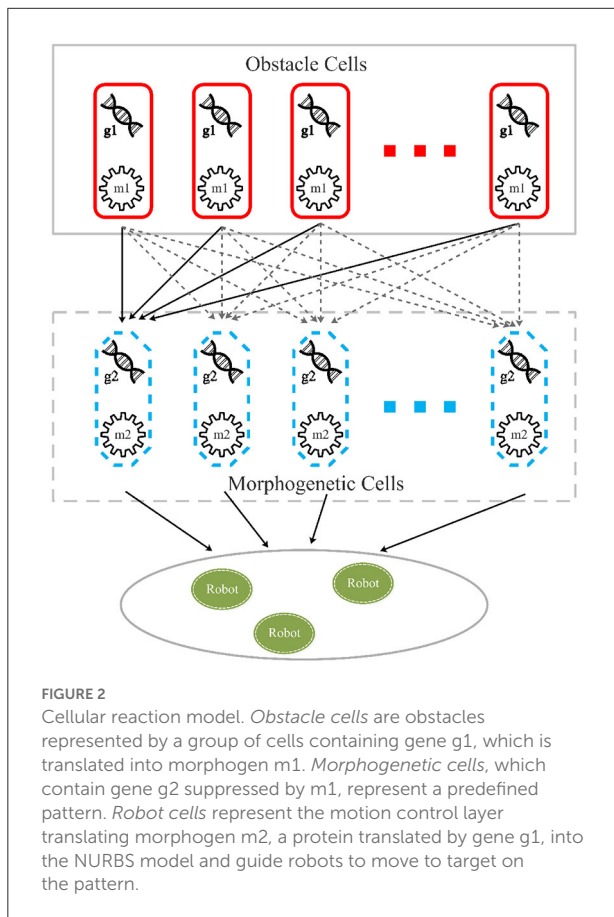 Obstacle Cells
g1 g1 g1 g1
m1 m1 m1 m1
g2 g2 g2 g2
m2 m2 m2 m2
Morphogenetic Cells
Robot
Robot
Robot
FIGURE 2
Cellular reaction model. Obstacle cells are obstacles
represented by a group of cells containing gene g1, which is
translated into morphogen m1. Morphogenetic cells, which
contain gene g2 suppressed by m1, represent a predefined
pattern. Robot cells represent the motion control layer
translating morphogen m2, a protein translated by gene g1, into
the NURBS model and guide robots to move to target on
the pattern.